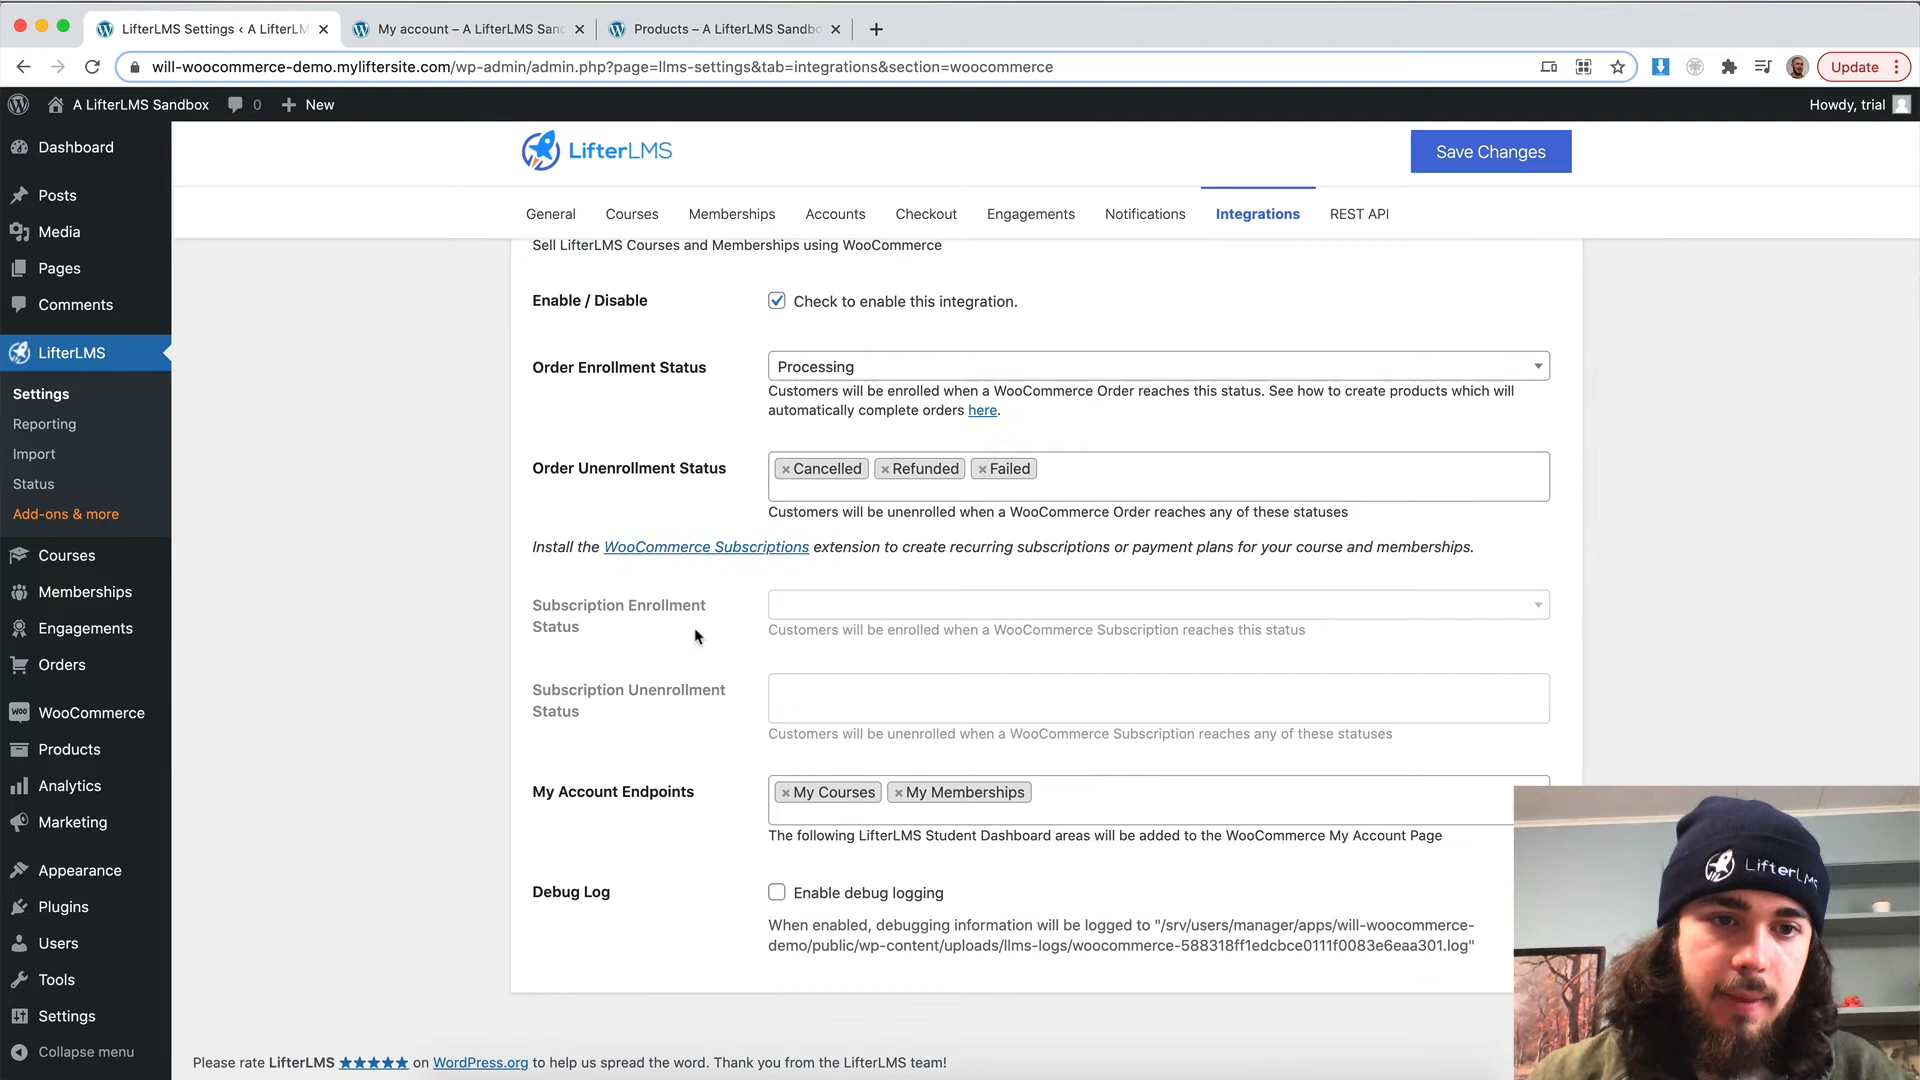 LifterLMS Settings ‹ A LifterLM
My account – A LifterLMS Sand
Products – A LifterLMS Sandbo
will-woocommerce-demo.myliftersite.com/wp-admin/admin.php?page=llms-settings&tab=integrations&section=woocommerce
Update
A LifterLMS Sandbox
0
New
Howdy, trial
Dashboard
Posts
Media
Pages
Comments
LifterLMS
Settings
Reporting
Import
Status
Add-ons & more
Courses
Memberships
Engagements
Orders
WooCommerce
Products
Analytics
Marketing
Appearance
Plugins
Users
Tools
Settings
Collapse menu
LifterLMS
Save Changes
General
Courses
Memberships
Accounts
Checkout
Engagements
Notifications
Integrations
REST API
Sell LifterLMS Courses and Memberships using WooCommerce
Enable / Disable
Check to enable this integration.
Order Enrollment Status
Processing
Customers will be enrolled when a WooCommerce Order reaches this status. See how to create products which will
automatically complete orders here.
Order Unenrollment Status
×Cancelled ×Refunded ×Failed
Customers will be unenrolled when a WooCommerce Order reaches any of these statuses
Install the WooCommerce Subscriptions extension to create recurring subscriptions or payment plans for your course and memberships.
Subscription Enrollment
Status
Customers will be enrolled when a WooCommerce Subscription reaches this status
Subscription Unenrollment
Status
Customers will be unenrolled when a WooCommerce Subscription reaches any of these statuses
My Account Endpoints
×My Courses ×My Memberships
The following LifterLMS Student Dashboard areas will be added to the WooCommerce My Account Page
Debug Log
Enable debug logging
When enabled, debugging information will be logged to "/srv/users/manager/apps/will-woocommerce-
demo/public/wp-content/uploads/llms-logs/woocommerce-588318ff1edcbce0111f0083e6eaa301.log"
Please rate LifterLMS ★★★★★ on WordPress.org to help us spread the word. Thank you from the LifterLMS team!
LifterLMS